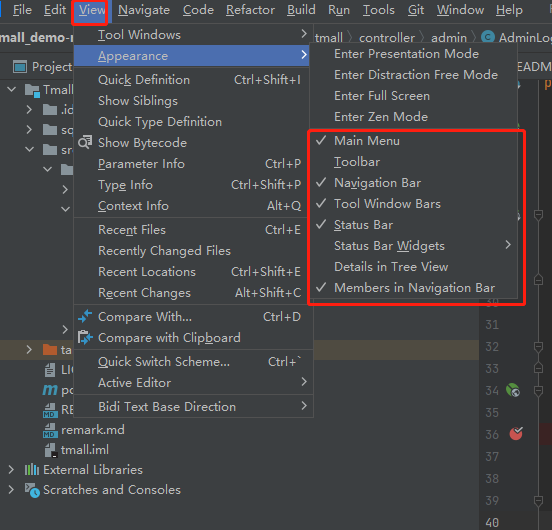 File Edit View Navigate Code Refactor Build Run Tools Git Window
mall_demo-
tmall controller admin AdminLog
Project
EADME
Tool Windows
Appearance
Quick Definition Ctrl+Shift+I
Show Siblings
Quick Type Definition
Show Bytecode
Parameter Info Ctrl+P
Type Info Ctrl+Shift+P
Context Info Alt+Q
Recent Files Ctrl+E
Recently Changed Files
Recent Locations Ctrl+Shift+E
Recent Changes Alt+Shift+C
Compare With... Ctrl+D
Compare with Clipboard
Quick Switch Scheme... Ctrl+`
Active Editor
Bidi Text Base Direction
Enter Presentation Mode
Enter Distraction Free Mode
Enter Full Screen
Enter Zen Mode
Main Menu
Toolbar
Navigation Bar
Tool Window Bars
Status Bar
Status Bar Widgets
Details in Tree View
Members in Navigation Bar
Tmall
.id
sq
src
ta
LI
po
RE
remark.md
tmall.iml
External Libraries
Scratches and Consoles
30
31
32
33
34
35
36
37
38
39
40